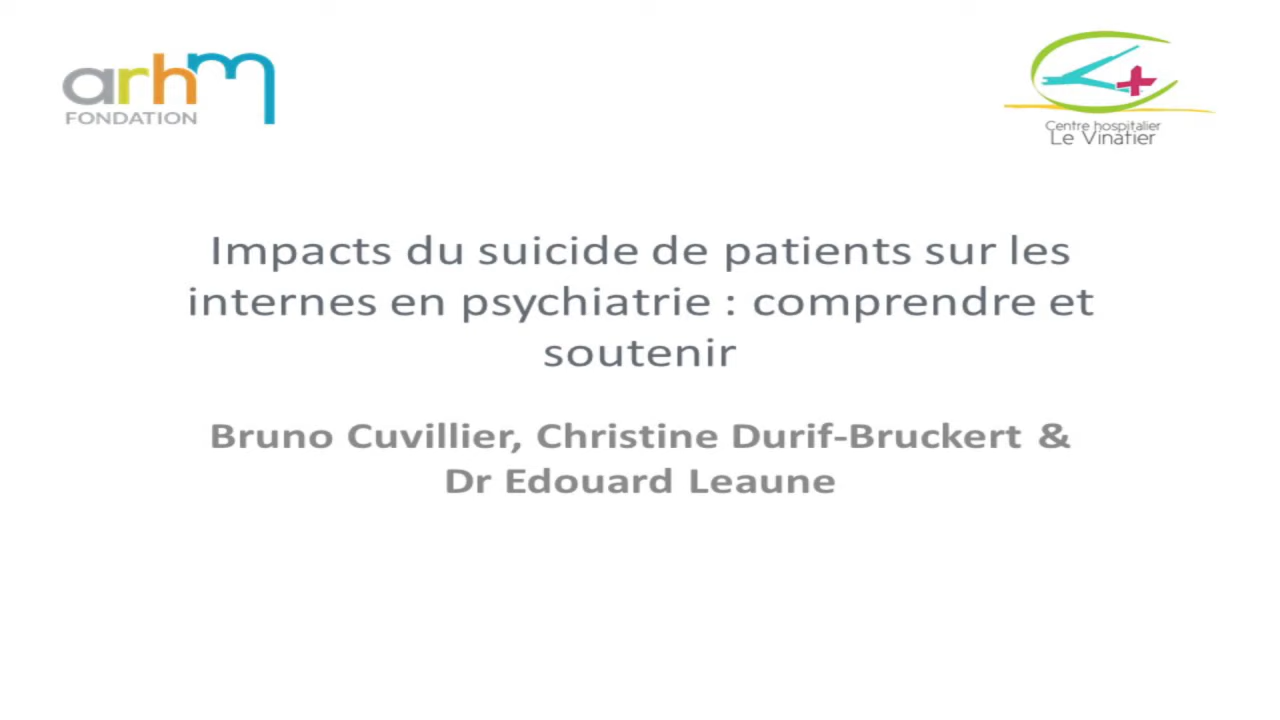 arhm
FONDATION
Centre hospitalier
Le Vinatier
Impacts du suicide de patients sur les
internes en psychiatrie : comprendre et
soutenir
Bruno Cuvillier, Christine Durif-Bruckert &
Dr Edouard Leaune